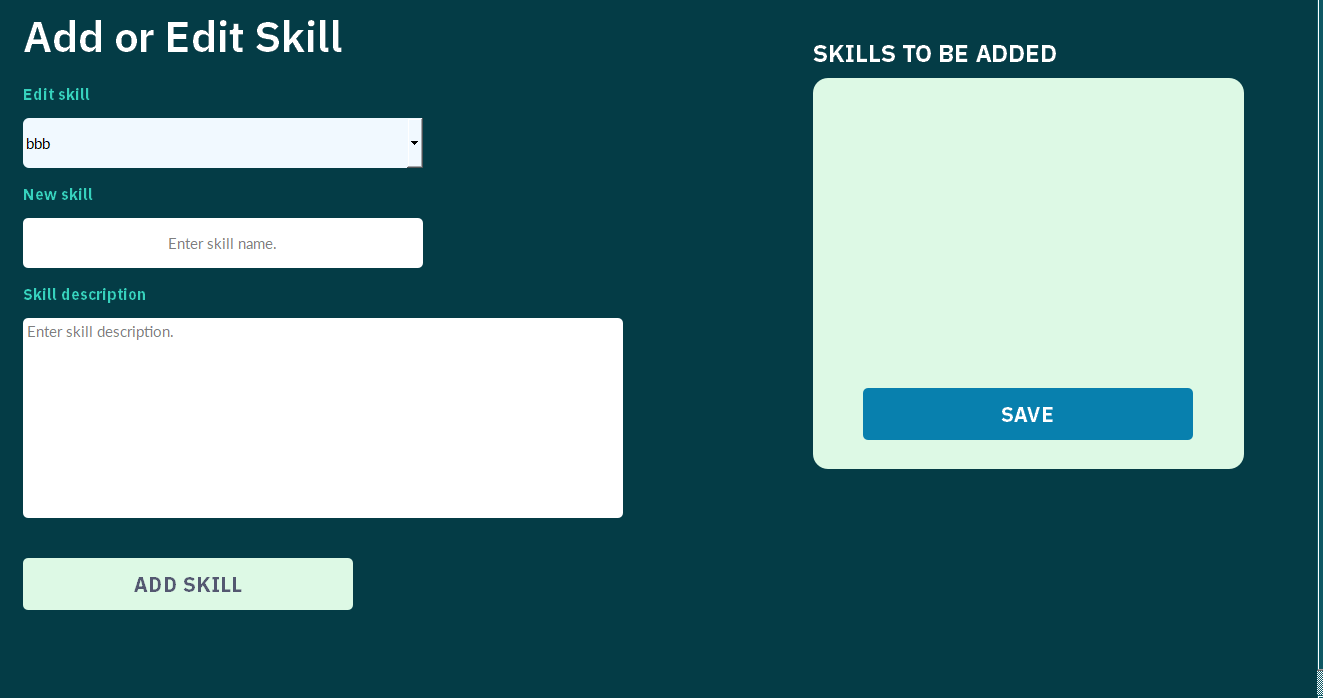 Add or Edit Skill
Edit skill
bbb
New skill
Enter skill name.
Skill description
Enter skill description.
ADD SKILL
SKILLS TO BE ADDED
SAVE